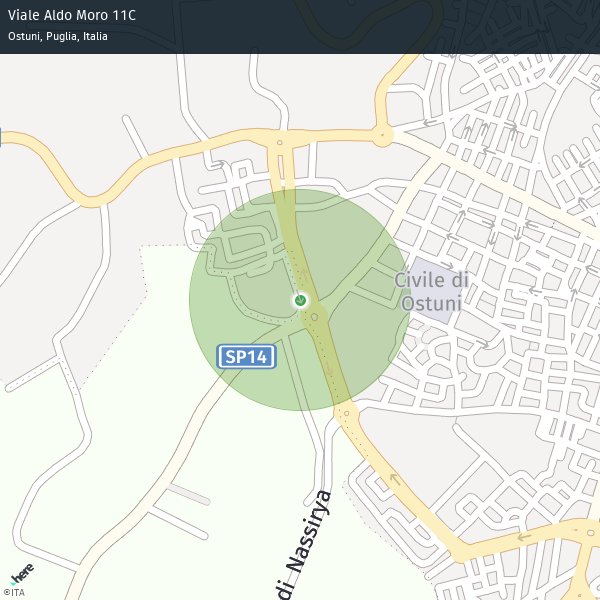 Viale Aldo Moro 11C
Ostuni, Puglia, Italia
Civile di
Ostuni
SP14
di Nassirya
here
©ITA